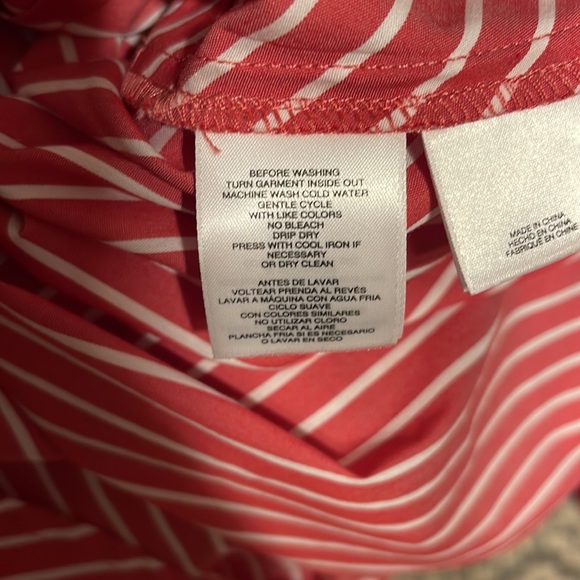 BEFORE WASHING
TURN GARMENT INSIDE OUT
MACHINE WASH COLD WATER
GENTLE CYCLE
WITH LIKE COLORS
NO BLEACH
DRIP DRY
PRESS WITH COOL IRON IF
NECESSARY
OR DRY CLEAN
ANTES DE LAVAR
VOLTEAR PRENDA AL REVÉS
LAVAR A MÁQUINA CON AGUA FRIA
CICLO SUAVE
CON COLORES SIMILARES
NO UTILIZAR CLORO
SECAR AL AIRE
PLANCHA FRIA SI ES NECESARIO
O LAVAR EN SECO
MADE IN CHINA
HECHO EN CHINA
FABRIQUÉ EN CHINE